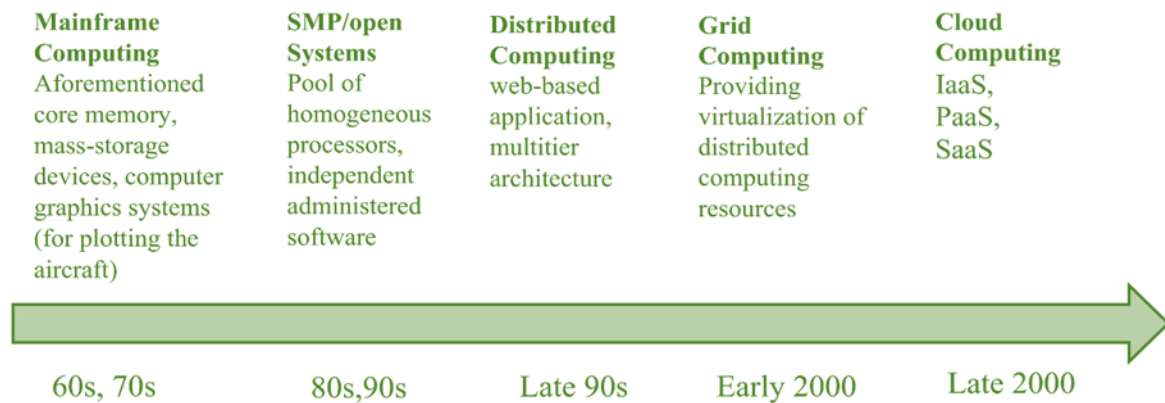 Mainframe
Computing
Aforementioned
core memory,
mass-storage
devices, computer
graphics systems
(for plotting the
aircraft)
SMP/open
Systems
Pool of
homogeneous
processors,
independent
administered
software
Distributed
Computing
web-based
application,
multitier
architecture
Grid
Computing
Providing
virtualization of
distributed
computing
resources
Cloud
Computing
IaaS,
PaaS,
SaaS
60s, 70s
80s,90s
Late 90s
Early 2000
Late 2000